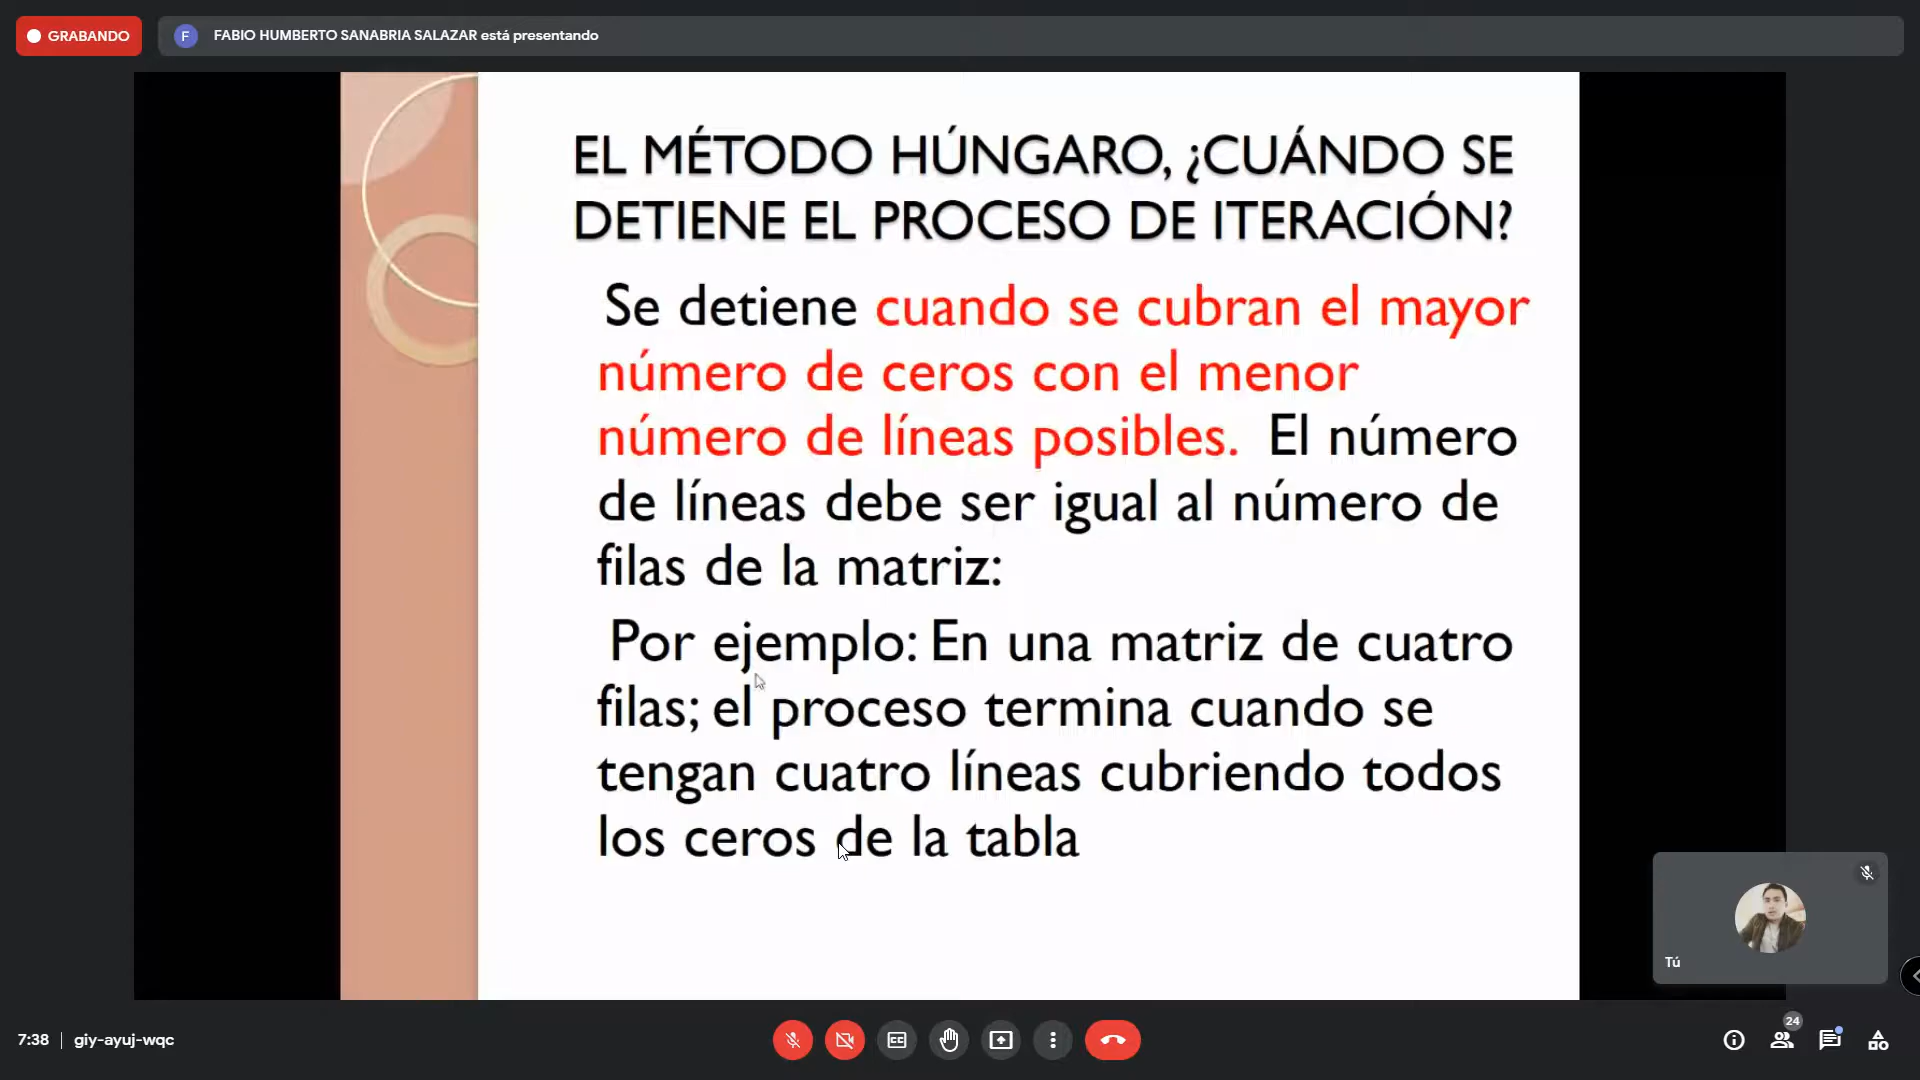 GRABANDO
F
FABIO HUMBERTO SANABRIA SALAZAR está presentando
EL MÉTODO HÚNGARO, ¿CUÁNDO SE
DETIENE EL PROCESO DE ITERACIÓN?
Se detiene cuando se cubran el mayor
número de ceros con el menor
número de líneas posibles. El número
de líneas debe ser igual al número de
filas de la matriz:
Por ejemplo: En una matriz de cuatro
filas; el proceso termina cuando se
tengan cuatro líneas cubriendo todos
los ceros de la tabla
Tú
7:38 | giy-ayuj-wqc
CC
24